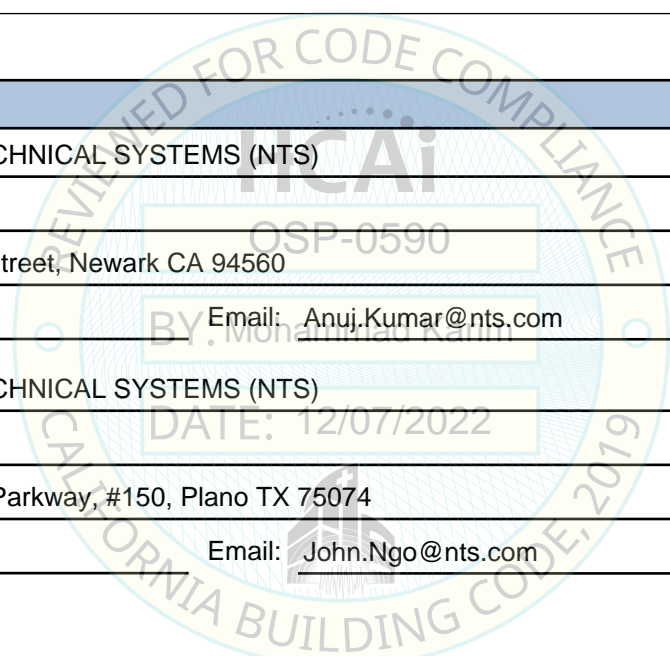 REVIEWED FOR CODE COMPLIANCE
HCAi
CHNICAL SYSTEMS (NTS)
OSP-0590
treet, Newark CA 94560
Email: Anuj.Kumar@nts.com
BY: Mohammad Karim
CHNICAL SYSTEMS (NTS)
DATE: 12/07/2022
Parkway, #150, Plano TX 75074
Email: John.Ngo@nts.com
CALIFORNIA BUILDING CODE, 2019